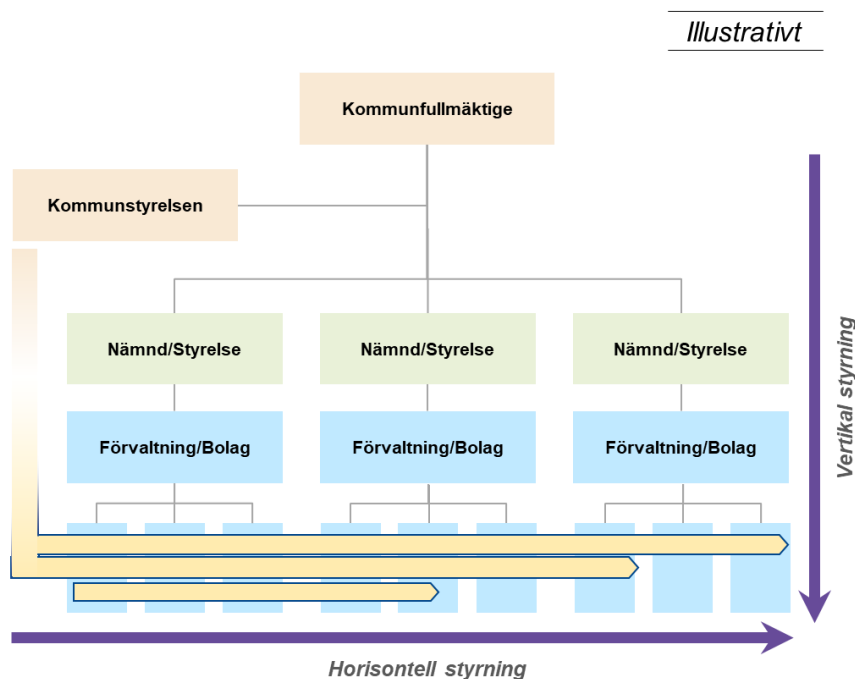 Illustrativt
Kommunfullmäktige
Kommunstyrelsen
Nämnd/Styrelse
Nämnd/Styrelse
Nämnd/Styrelse
Förvaltning/Bolag
Förvaltning/Bolag
Förvaltning/Bolag
Vertikal styrning
Horisontell styrning